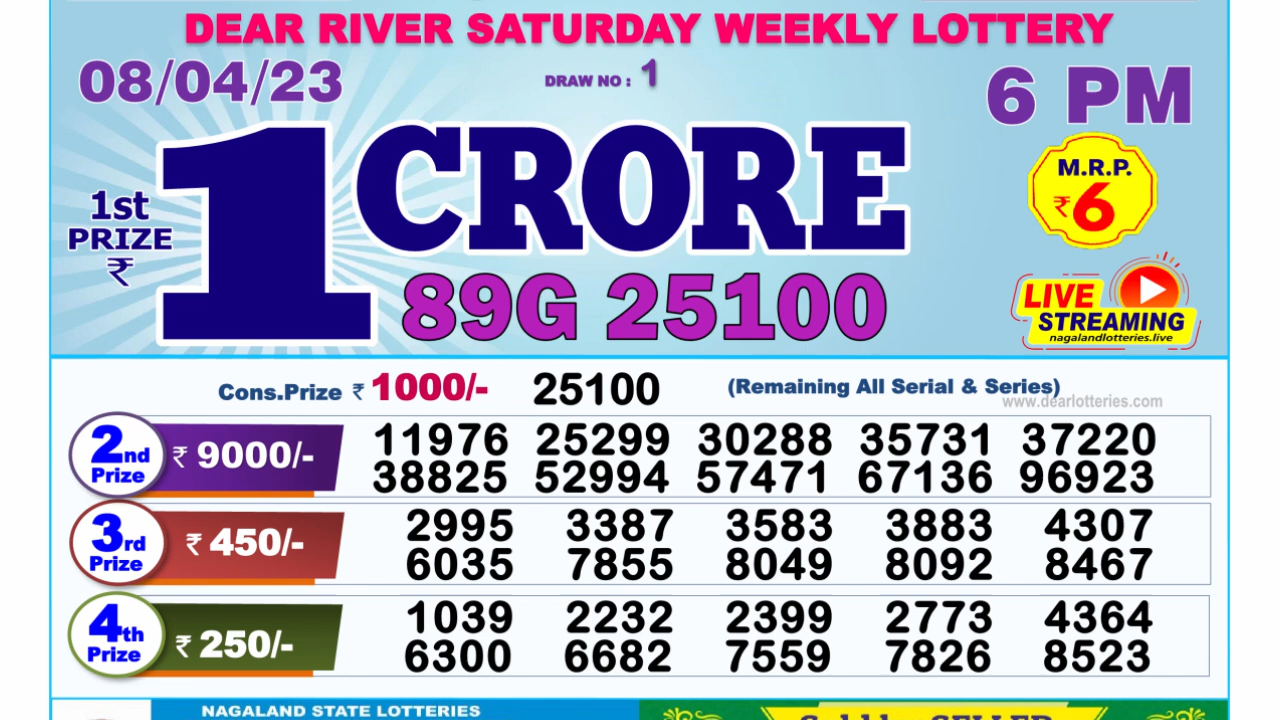 DEAR RIVER SATURDAY WEEKLY LOTTERY
08/04/23
DRAW NO : 1
6 PM
1st
PRIZE
₹
1 CRORE
89G 25100
M.R.P.
₹6
LIVE
STREAMING
nagalandlotteries.live
Cons.Prize ₹ 1000/- 25100 (Remaining All Serial & Series)
www.dearlotteries.com
2nd
Prize
₹ 9000/-
11976 25299 30288 35731 37220
38825 52994 57471 67136 96923
3rd
Prize
₹ 450/-
2995 3387 3583 3883 4307
6035 7855 8049 8092 8467
4th
Prize
₹ 250/-
1039 2232 2399 2773 4364
6300 6682 7559 7826 8523
NAGALAND STATE LOTTERIES